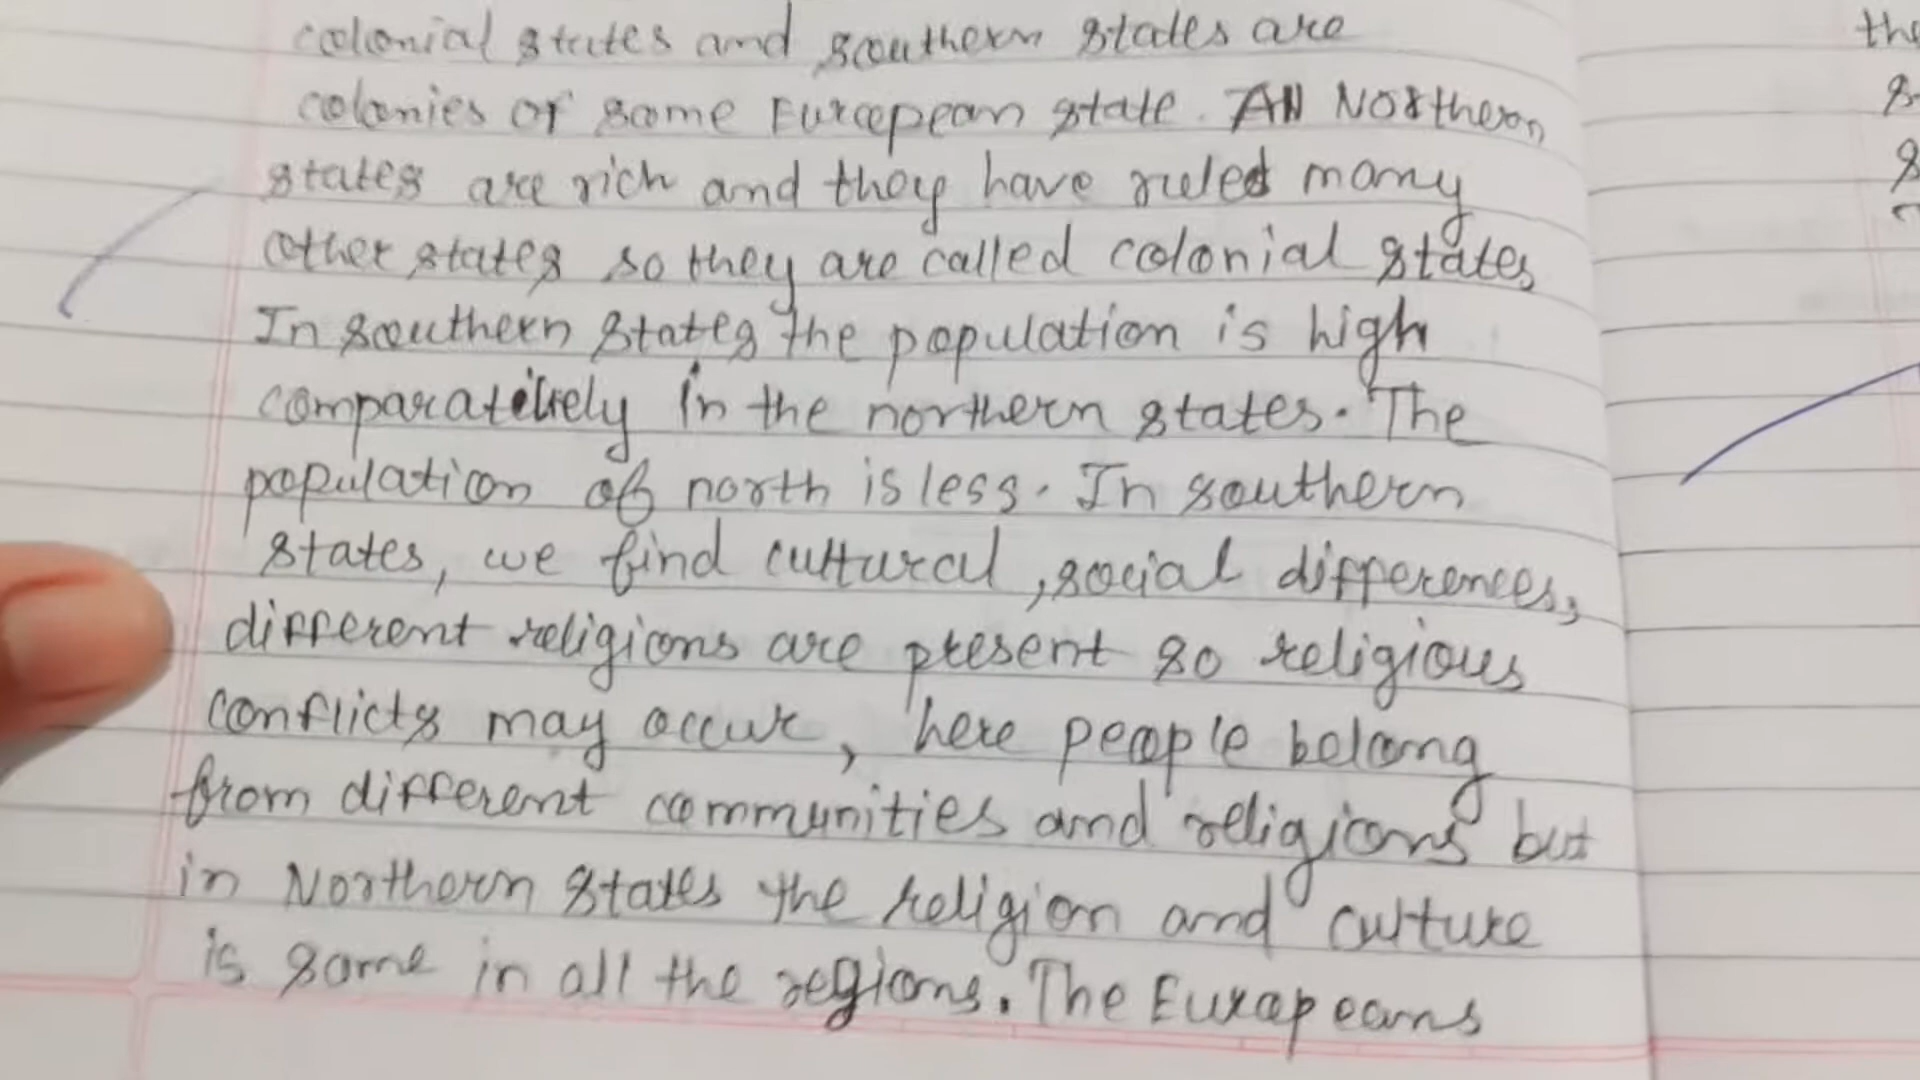 colonial states and southern states are
colonies of some European state. All Northern
states are rich and they have ruled many
other states so they are called colonial states
In southern states the population is high
comparatively in the northern states. The
population of north is less. In southern
states, we find cultural, social differences,
different religions are present so religious
conflicts may occur, here people belong
from different communities and religions but
in Northern states the religion and culture
is same in all the regions. The Europeans
the